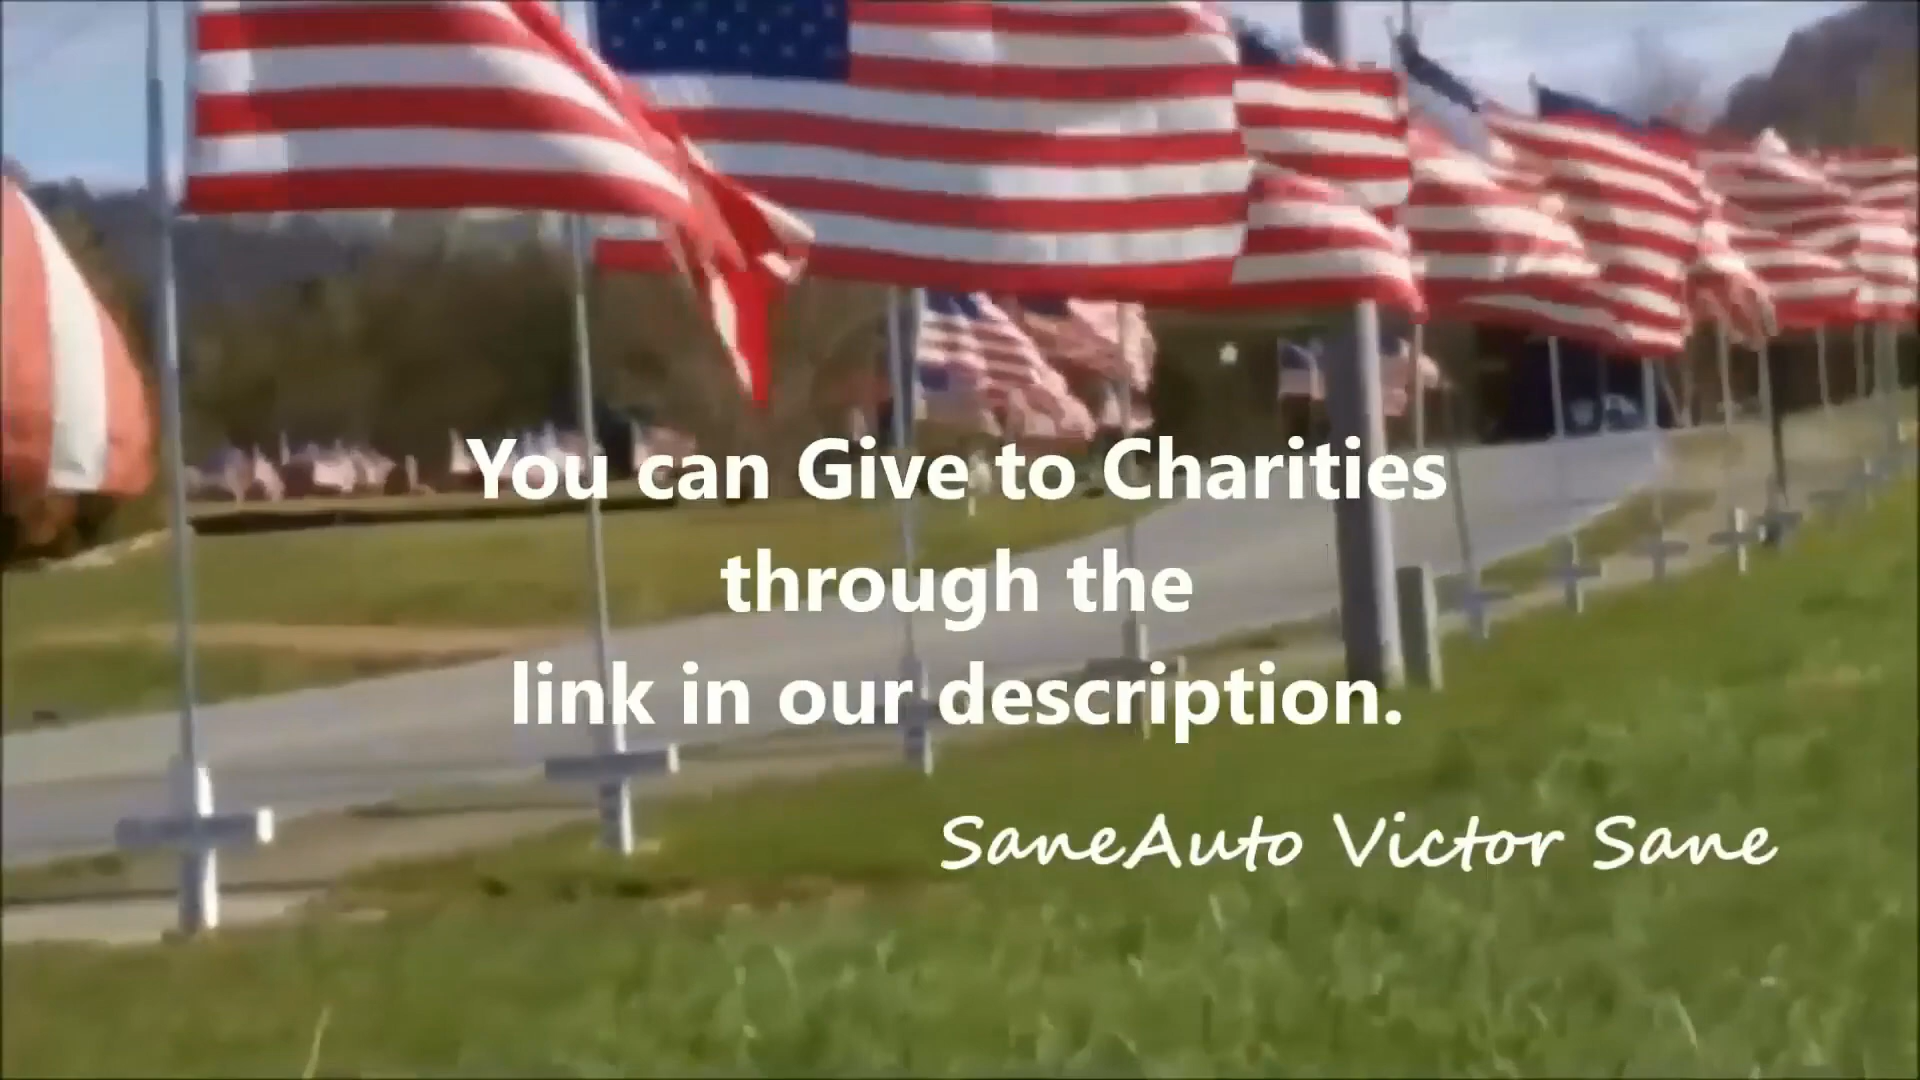 You can Give to Charities
through the
link in our description.
SaneAuto Victor Sane